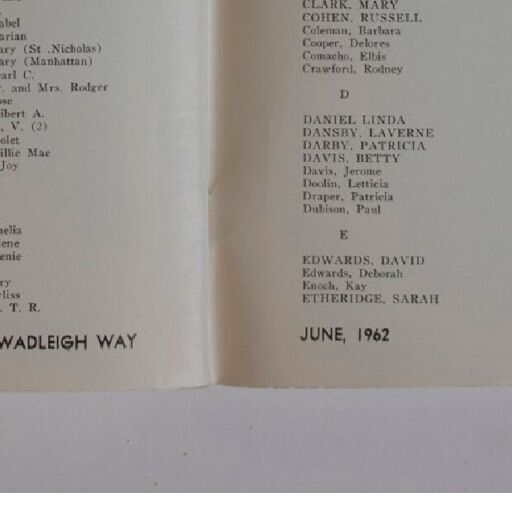 abel
arian
ary (St .Nicholas)
ary (Manhattan)
earl C.
r. and Mrs. Rodger
ose
ibert A.
, V. (2)
olet
illie Mae
Joy
nelia
ene
enie
ry
rliss
. T. R.
WADLEIGH WAY
CLARK, MARY
COHEN, RUSSELL
Coleman, Barbara
Cooper, Delores
Comacho, Elbis
Crawford, Rodney
D
DANIEL LINDA
DANSBY, LAVERNE
DARBY, PATRICIA
DAVIS, BETTY
Davis, Jerome
Doolin, Letticia
Draper, Patricia
Dubison, Paul
E
EDWARDS, DAVID
Edwards, Deborah
Enoch, Kay
ETHERIDGE, SARAH
JUNE, 1962